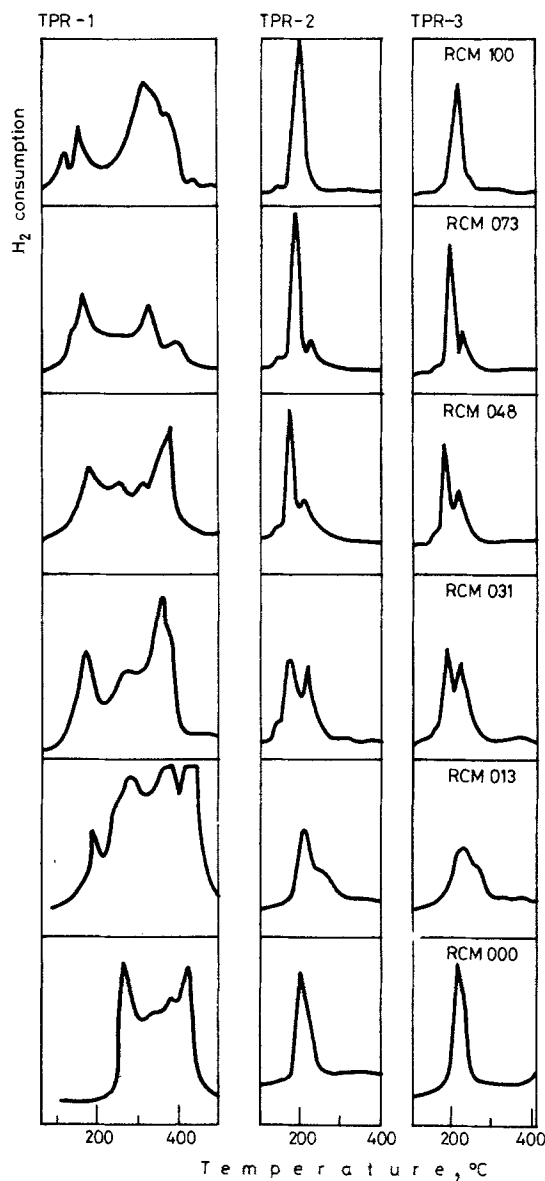 TPR-1 TPR-2 TPR-3
H₂ consumption
RCM 100
RCM 073
RCM 048
RCM 031
RCM 013
RCM 000
200 400 200 400 200 400
Temperature, °C